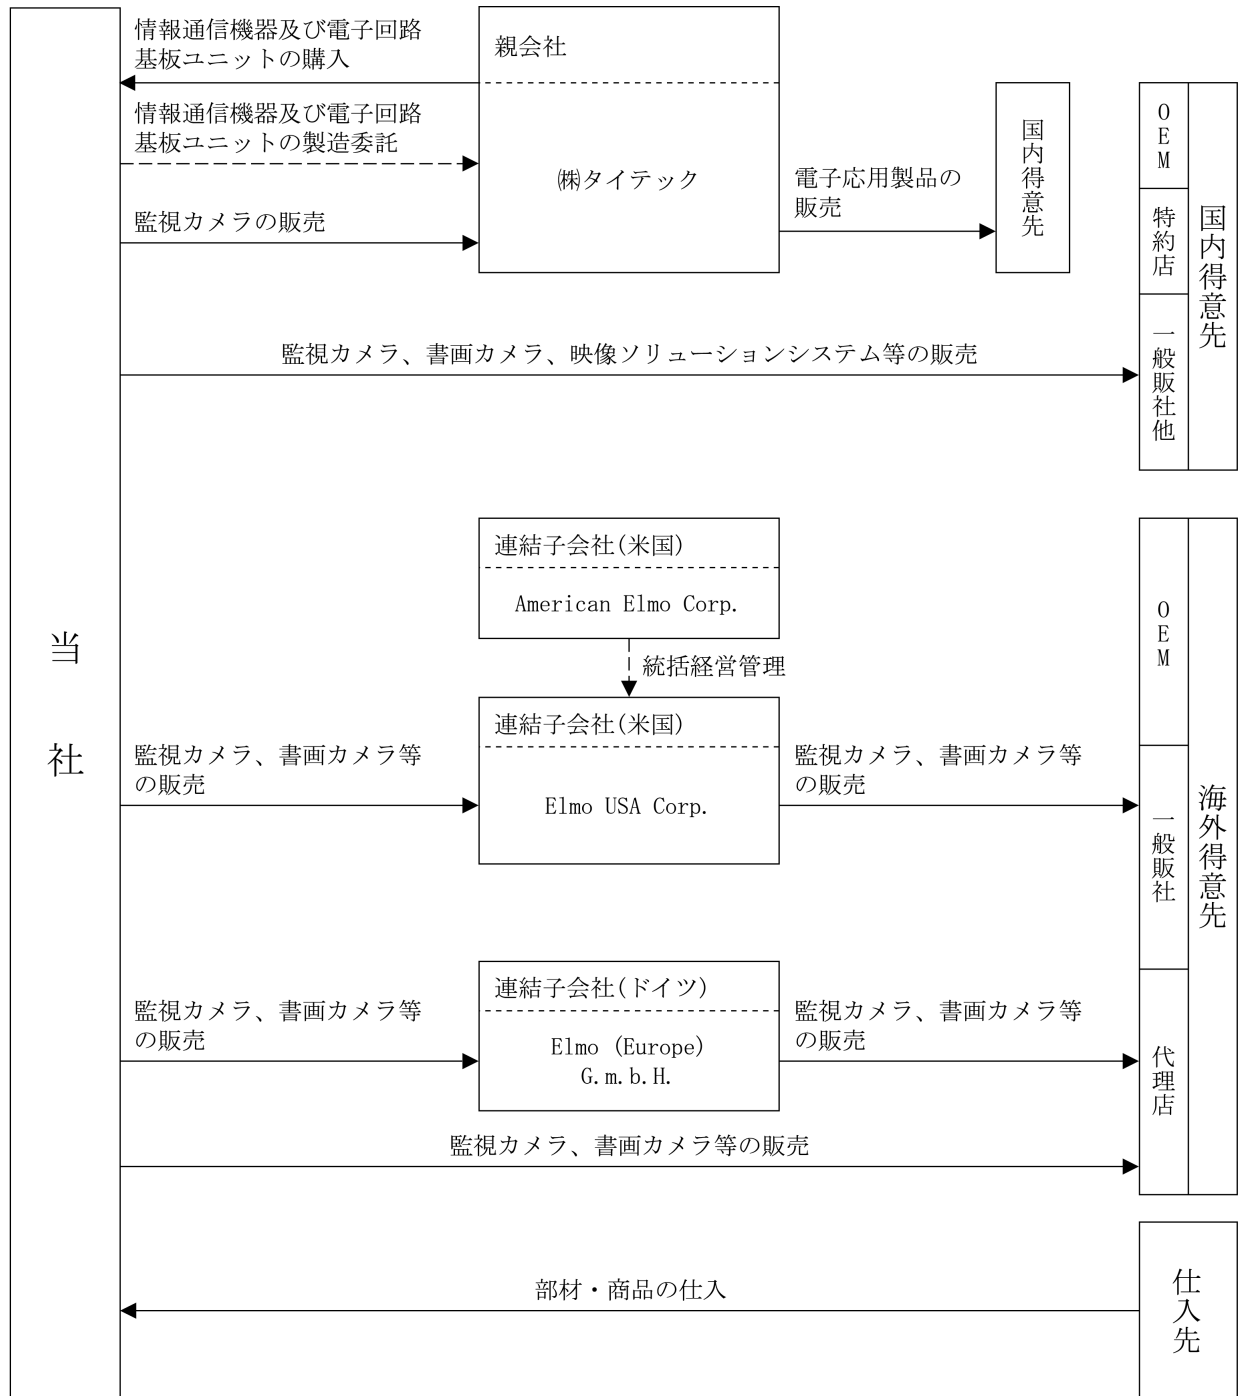 情報通信機器及び電子回路
基板ユニットの購入
情報通信機器及び電子回路
基板ユニットの製造委託
監視カメラの販売
親会社
㈱タイテック
電子応用製品の
販売
国内得意先
OEM
特約店
一般販社他
国内得意先
監視カメラ、書画カメラ、映像ソリューションシステム等の販売
当社
連結子会社(米国)
American Elmo Corp.
統括経営管理
連結子会社(米国)
Elmo USA Corp.
監視カメラ、書画カメラ等
の販売
監視カメラ、書画カメラ等
の販売
OEM
一般販社
代理店
海外得意先
監視カメラ、書画カメラ等
の販売
連結子会社(ドイツ)
Elmo (Europe)
G.m.b.H.
監視カメラ、書画カメラ等
の販売
監視カメラ、書画カメラ等の販売
部材・商品の仕入
仕入先